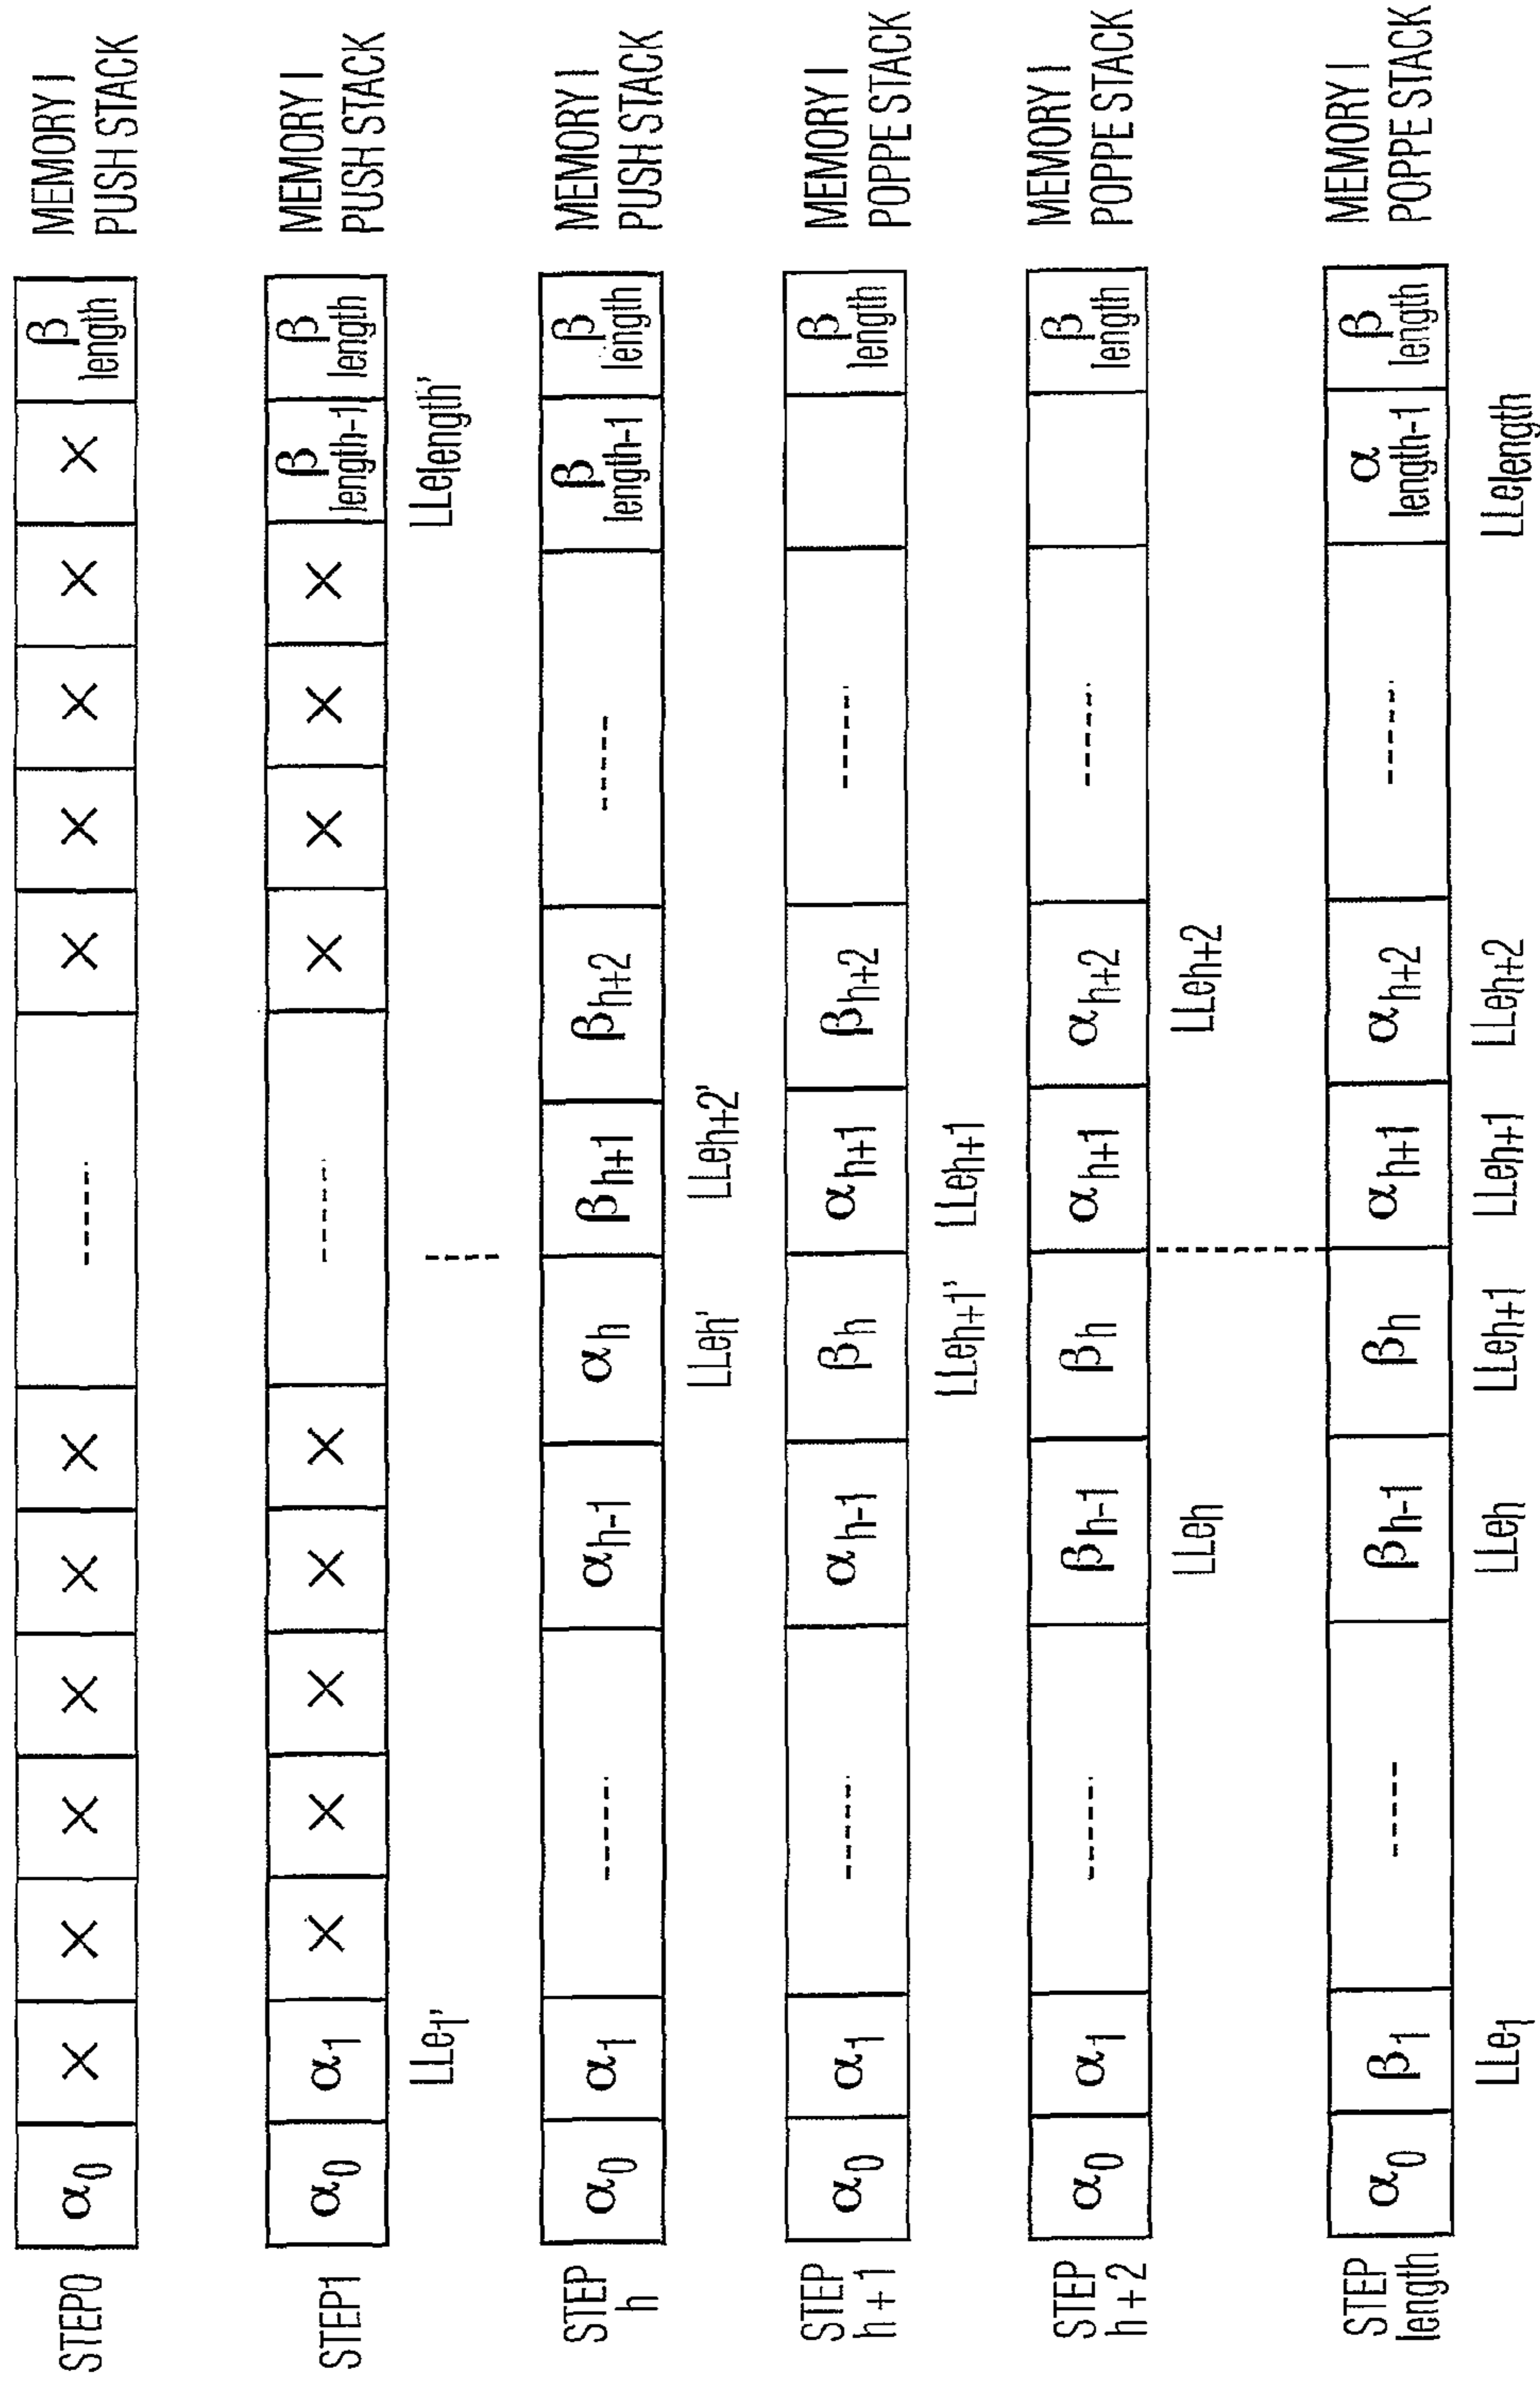 STEP0 α0 × × × × × × ----- × × × × × β length MEMORY I PUSH STACK
STEP1 α0 α1 × × × × × ----- × × × × β length-1 β length MEMORY I PUSH STACK
LLe1' LLelength'
STEP h α0 α1 ----- αh-1 αh βh+1 βh+2 ----- β length-1 β length MEMORY I PUSH STACK
LLeh' LLeh+2'
STEP h+1 α0 α1 ----- αh-1 βh αh+1 βh+2 ----- β length MEMORY I POPPE STACK
LLeh+1' LLeh+1
STEP h+2 α0 α1 ----- βh-1 βh αh+1 αh+2 ----- β length MEMORY I POPPE STACK
LLeh LLeh+2
STEP length α0 β1 ----- βh-1 βh αh+1 αh+2 ----- α length-1 β length MEMORY I POPPE STACK
LLe1 LLeh LLeh+1 LLeh+1 LLeh+2 LLelength